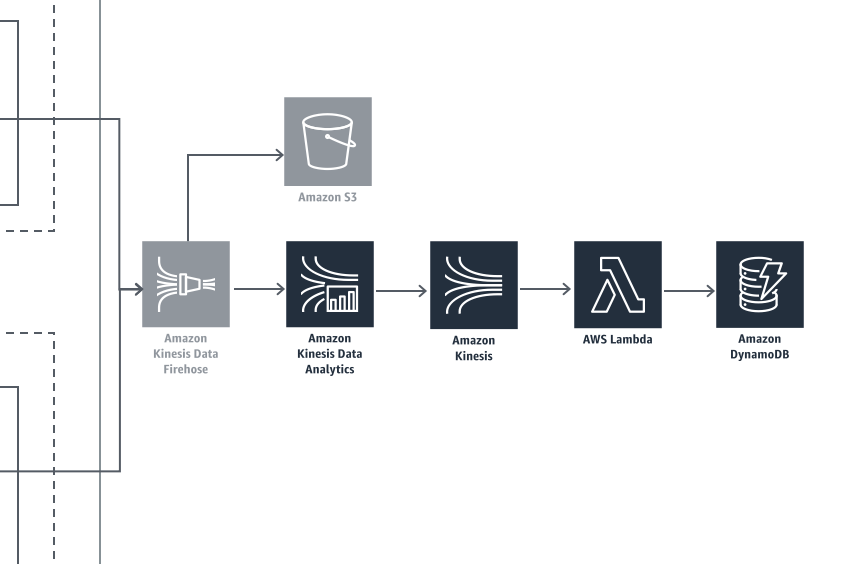 Amazon S3
Amazon
Kinesis Data
Firehose
Amazon
Kinesis Data
Analytics
Amazon
Kinesis
AWS Lambda
Amazon
DynamoDB